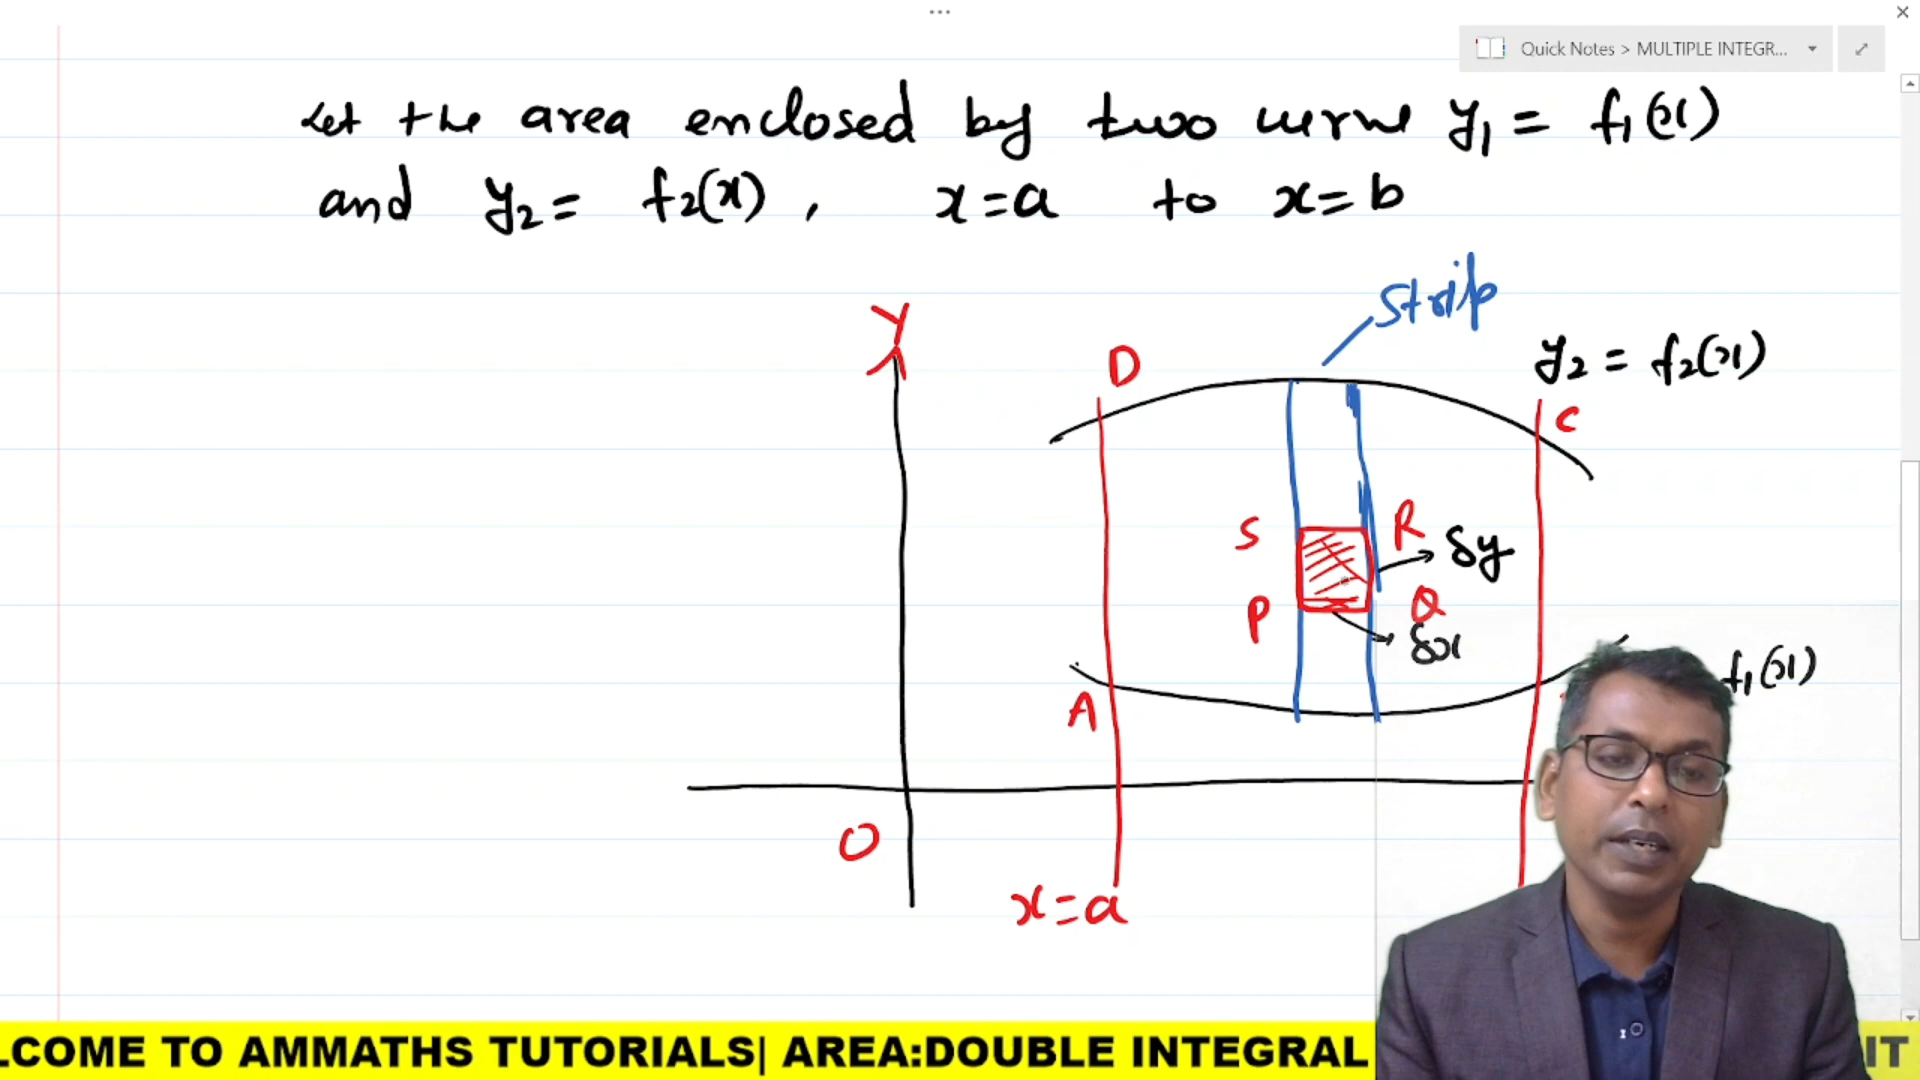 Quick Notes > MULTIPLE INTEGR...
Let the area enclosed by two curve y₁ = f₁(x)
and y₂ = f₂(x), x=a to x=b
Strip
Y
D
y₂ = f₂(x)
C
S
R
δy
P
Q
δx
f₁(x)
A
O
x=a
LCOME TO AMMATHS TUTORIALS| AREA:DOUBLE INTEGRAL
IT